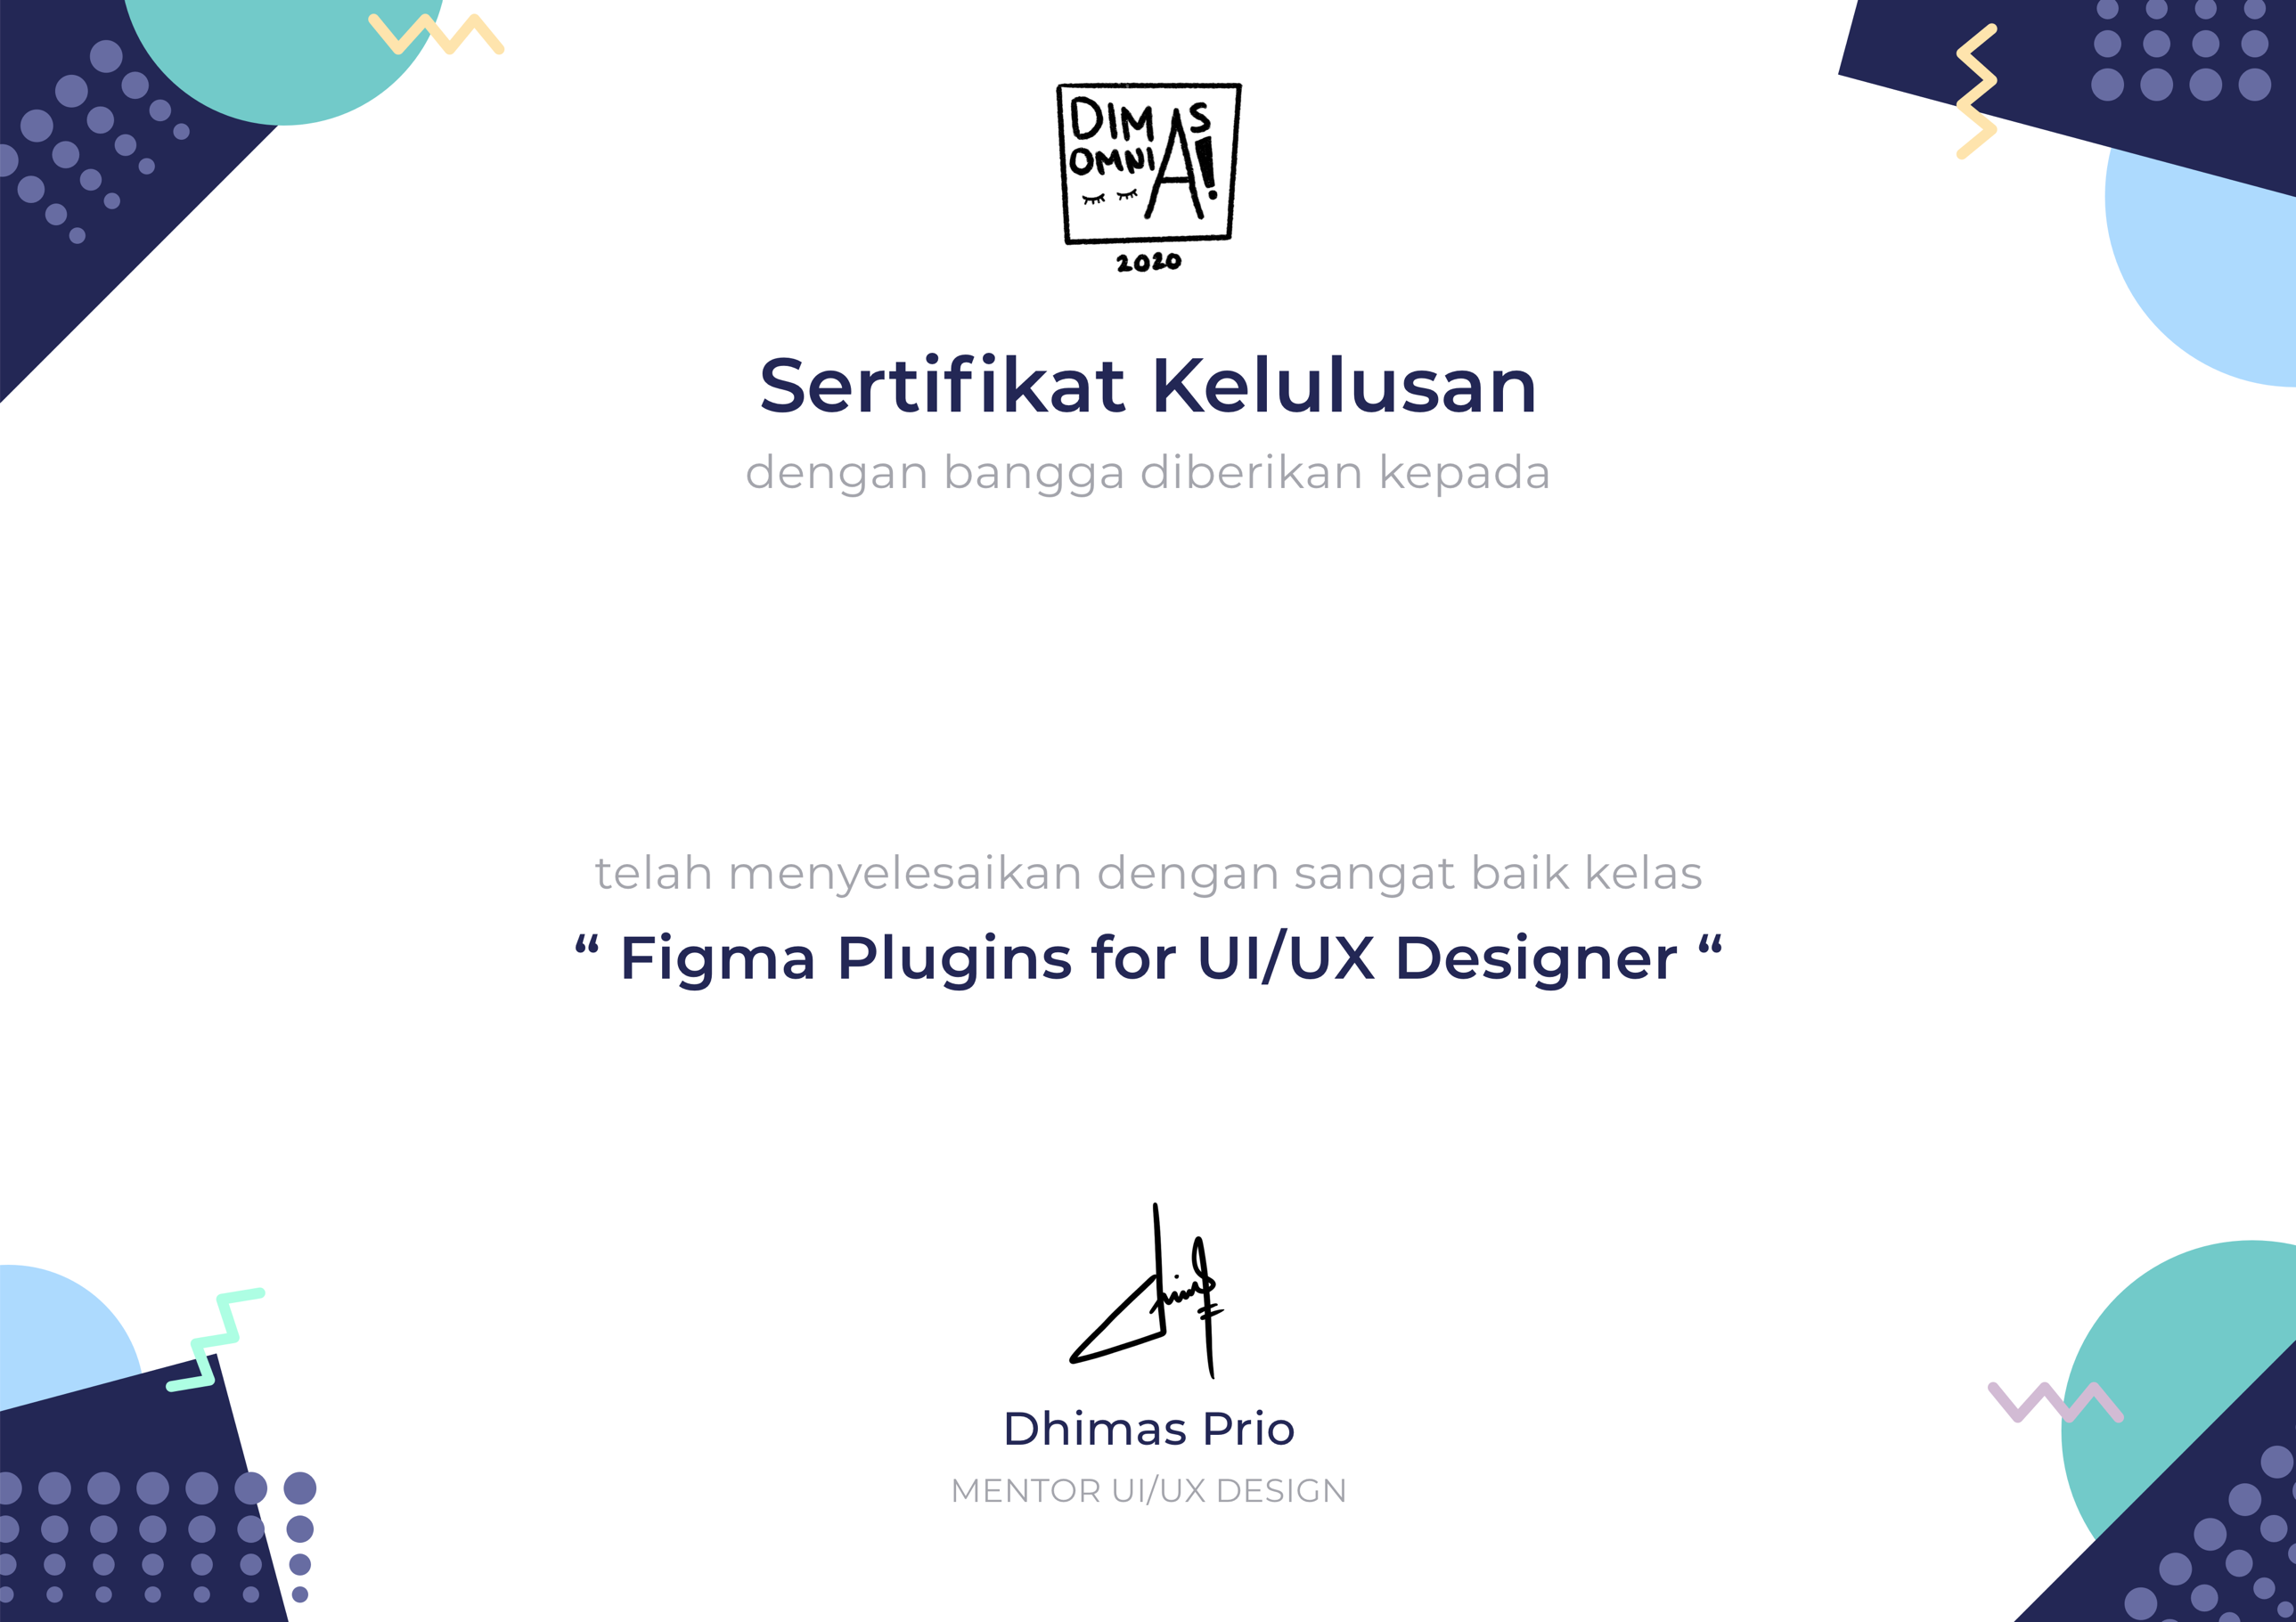 DIMAS
OMNIA!
2020
Sertifikat Kelulusan
dengan bangga diberikan kepada
telah menyelesaikan dengan sangat baik kelas
“ Figma Plugins for UI/UX Designer “
Dhimas Prio
MENTOR UI/UX DESIGN